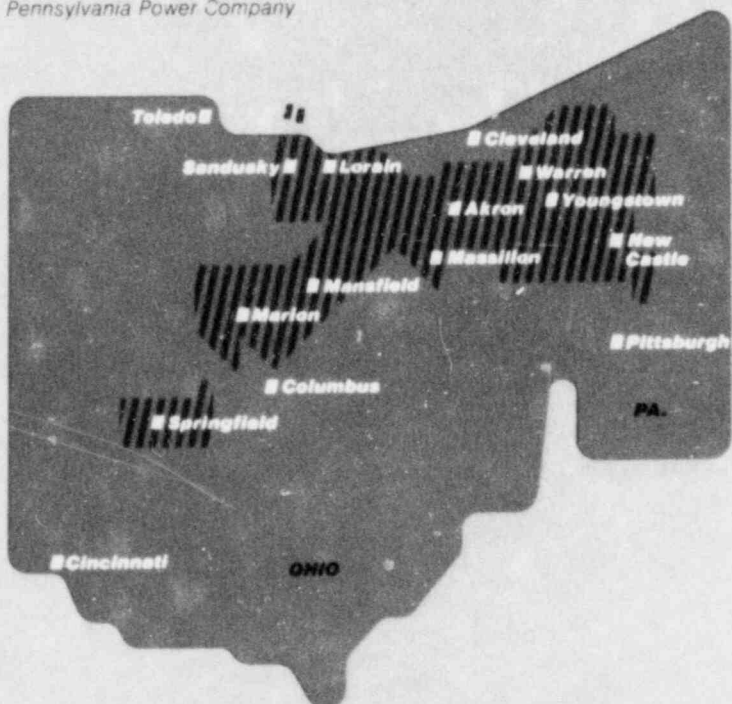 Pennsylvania Power Company
Toledo
Cleveland
Sandusky
Lorain
Warren
Youngstown
Akron
New
Castle
Massillon
Mansfield
Marion
Pittsburgh
Columbus
PA.
Springfield
Cincinnati
OHIO